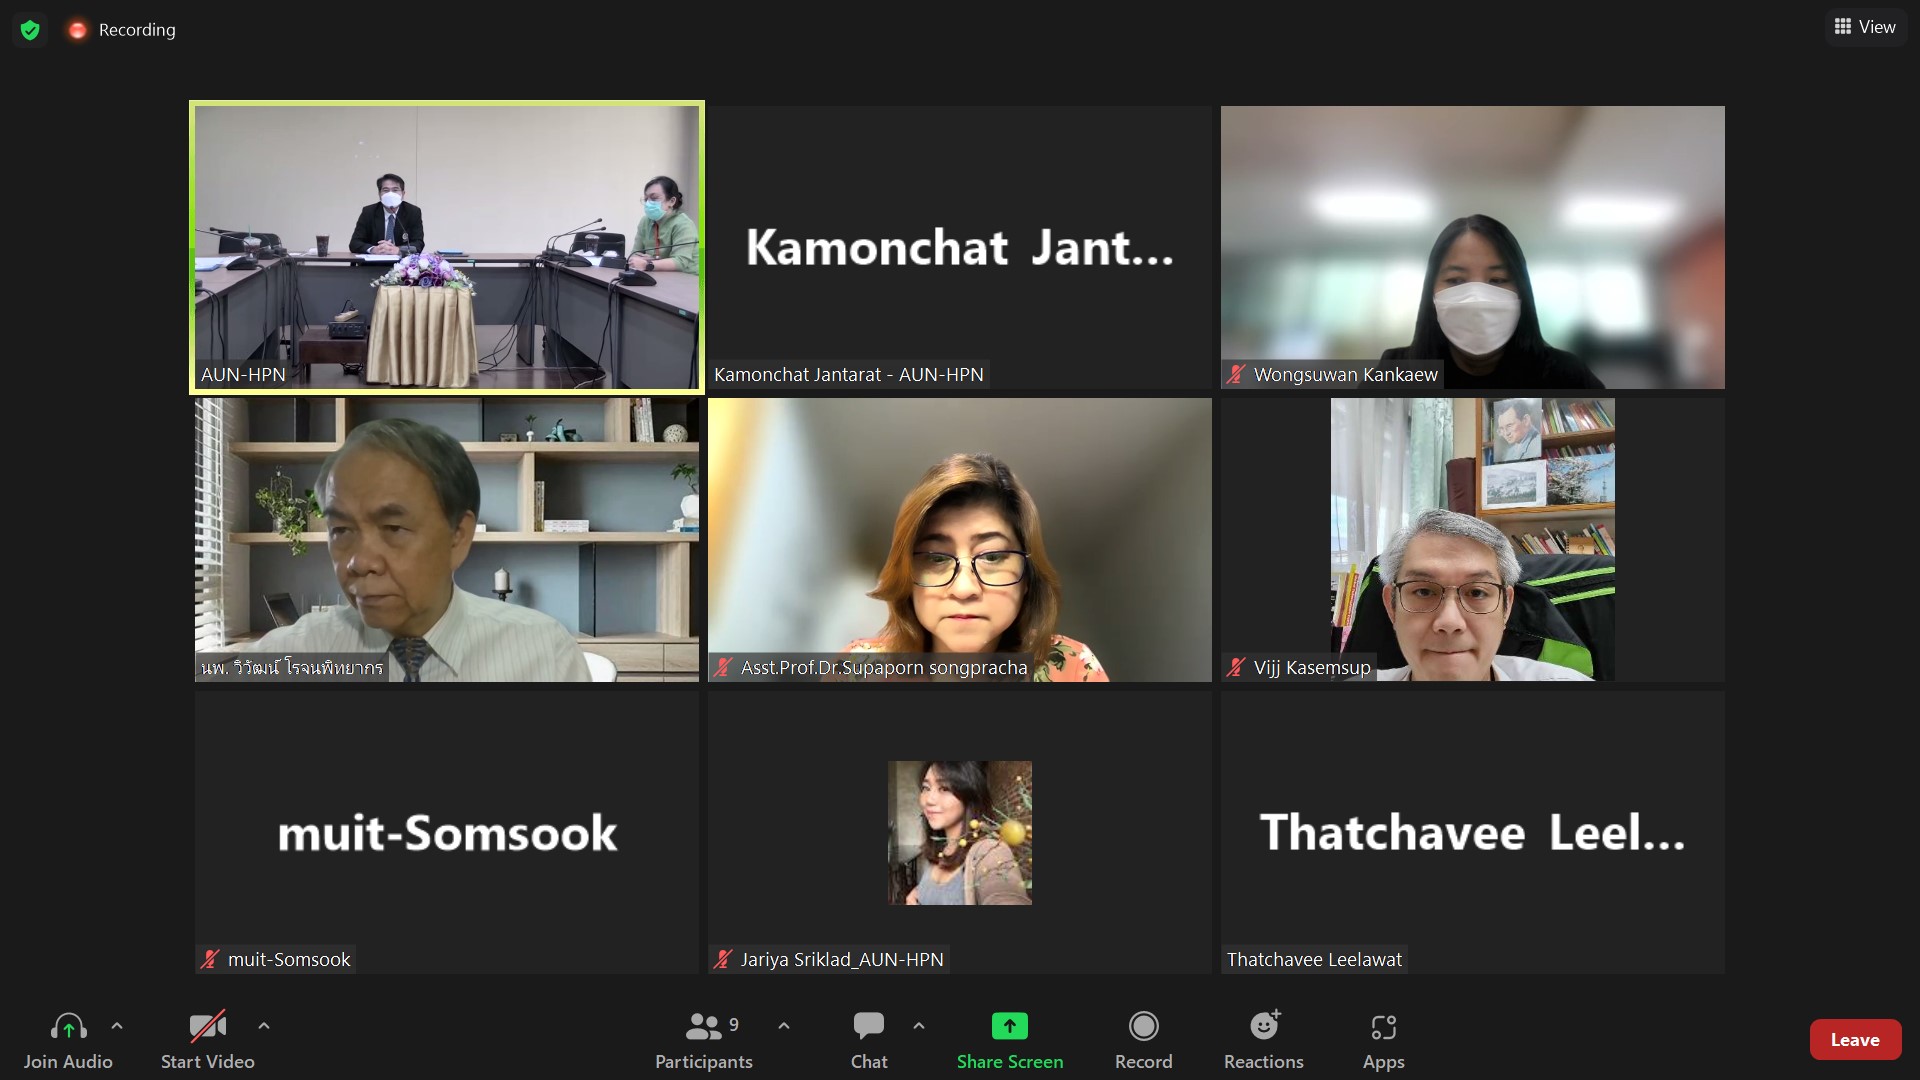 Recording
View
AUN-HPN
Kamonchat Jant...
Kamonchat Jantarat - AUN-HPN
Wongsuwan Kankaew
นพ. วิวัฒน์ โรจนพิทยากร
Asst.Prof.Dr.Supaporn songpracha
Vijj Kasemsup
muit-Somsook
muit-Somsook
Jariya Sriklad_AUN-HPN
Thatchavee Leel...
Thatchavee Leelawat
9
Join Audio
Start Video
Participants
Chat
Share Screen
Record
Reactions
Apps
Leave